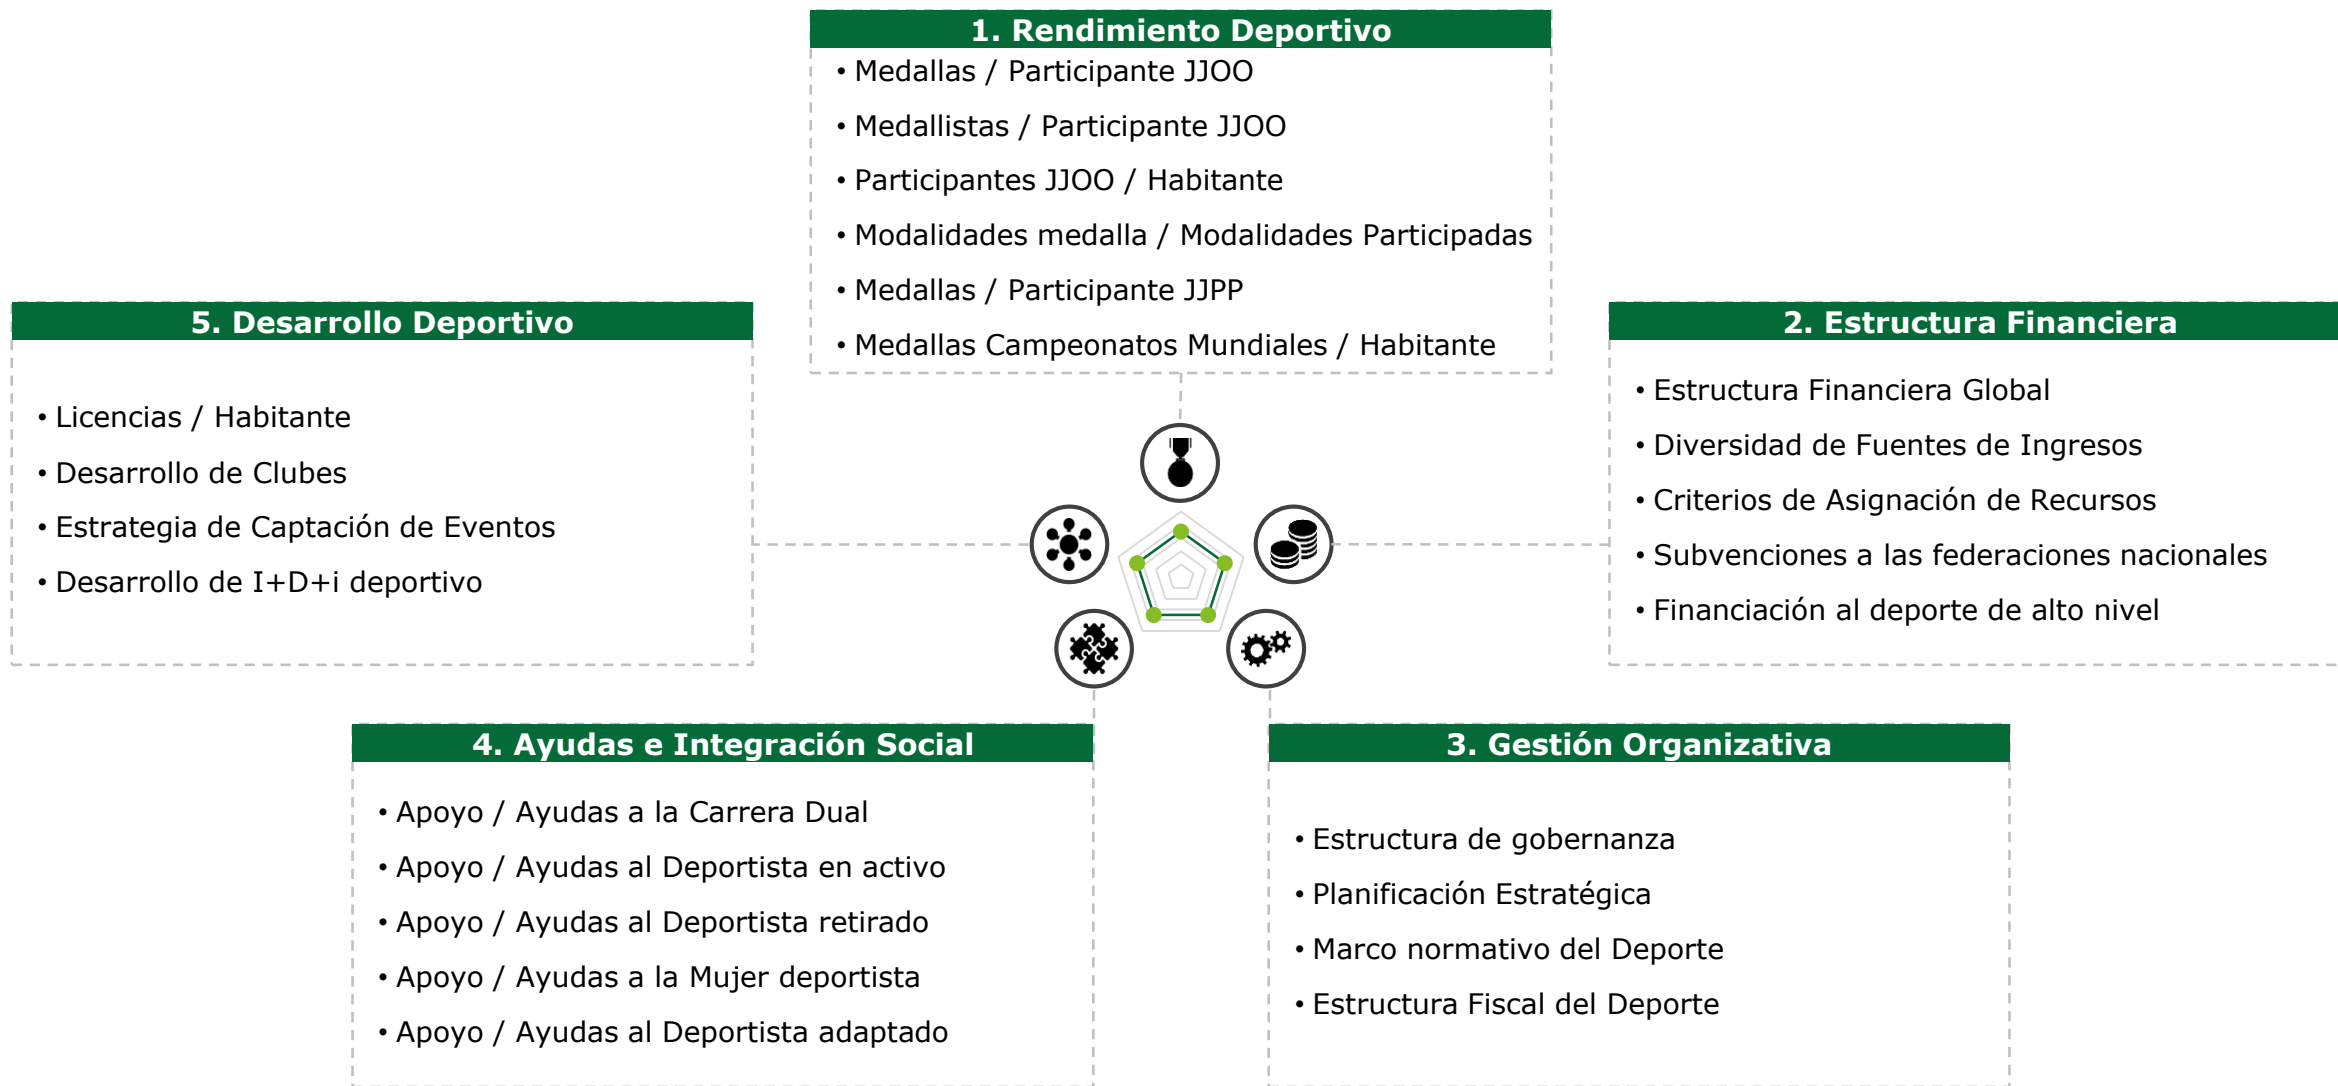 1. Rendimiento Deportivo
• Medallas / Participante JJOO
• Medallistas / Participante JJOO
• Participantes JJOO / Habitante
• Modalidades medalla / Modalidades Participadas
• Medallas / Participante JJPP
• Medallas Campeonatos Mundiales / Habitante
2. Estructura Financiera
• Estructura Financiera Global
• Diversidad de Fuentes de Ingresos
• Criterios de Asignación de Recursos
• Subvenciones a las federaciones nacionales
• Financiación al deporte de alto nivel
3. Gestión Organizativa
• Estructura de gobernanza
• Planificación Estratégica
• Marco normativo del Deporte
• Estructura Fiscal del Deporte
4. Ayudas e Integración Social
• Apoyo / Ayudas a la Carrera Dual
• Apoyo / Ayudas al Deportista en activo
• Apoyo / Ayudas al Deportista retirado
• Apoyo / Ayudas a la Mujer deportista
• Apoyo / Ayudas al Deportista adaptado
5. Desarrollo Deportivo
• Licencias / Habitante
• Desarrollo de Clubes
• Estrategia de Captación de Eventos
• Desarrollo de I+D+i deportivo